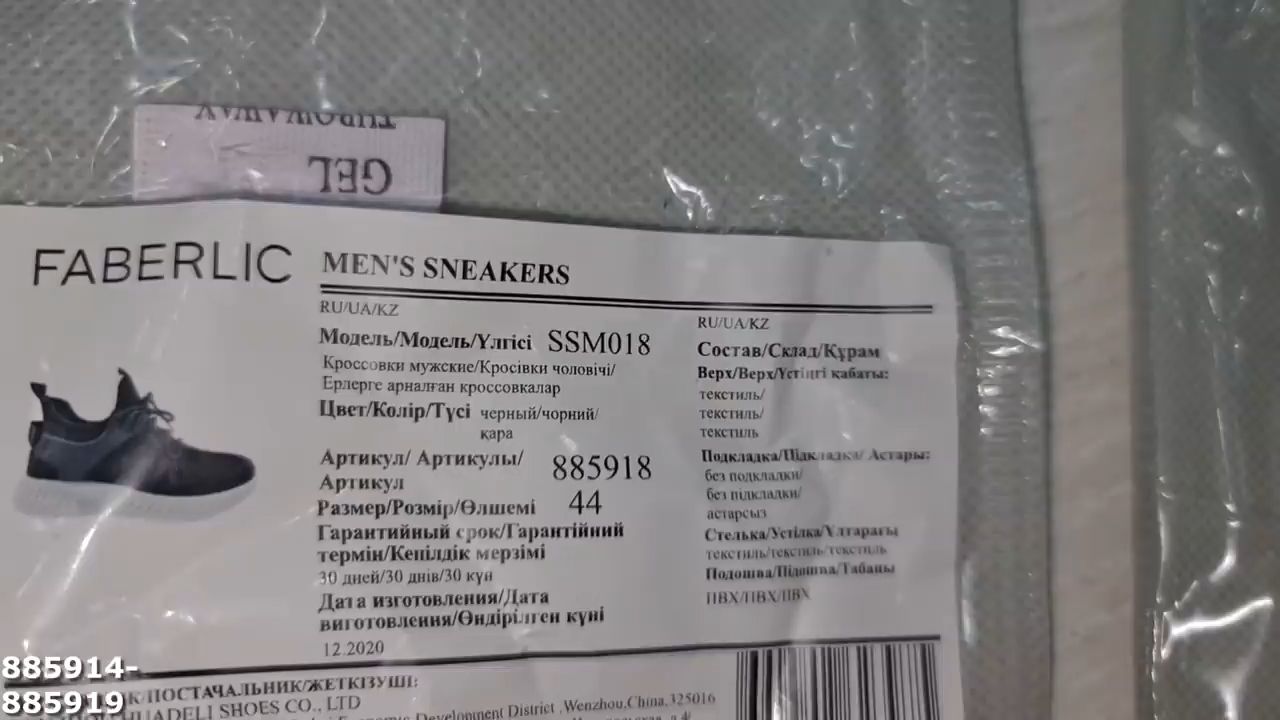 THROWAWAY
GEL
FABERLIC
MEN'S SNEAKERS
RU/UA/KZ
Модель/Модель/Үлгісі SSM018
Кроссовки мужские/Кросівки чоловічі/
Ерлерге арналған кроссовкалар
Цвет/Колір/Түсі черный/чорний/
қара
Артикул/ Артикулы/
Артикул 885918
Размер/Розмір/Өлшемі 44
Гарантийный срок/Гарантійний
термін/Кепілдік мерзімі
30 дней/30 днів/30 күн
Дата изготовления/Дата
виготовлення/Өндірілген күні
12.2020
RU/UA/KZ
Состав/Склад/Құрам
Верх/Верх/Үстіңгі қабаты:
текстиль/
текстиль/
текстиль
Подкладка/Підкладка/ Астары:
без подкладки/
без підкладки/
астарсыз
Стелька/Устілка/Ұлтарағы
текстиль/текстиль/текстиль
Подошва/Підошва/Табаны
ПВХ/ПВХ/ПВХ
/ПОСТАЧАЛЬНИК/ЖЕТКІЗУШІ:
SHOES CO., LTD
Development District ,Wenzhou,China,325016
885914-
885919